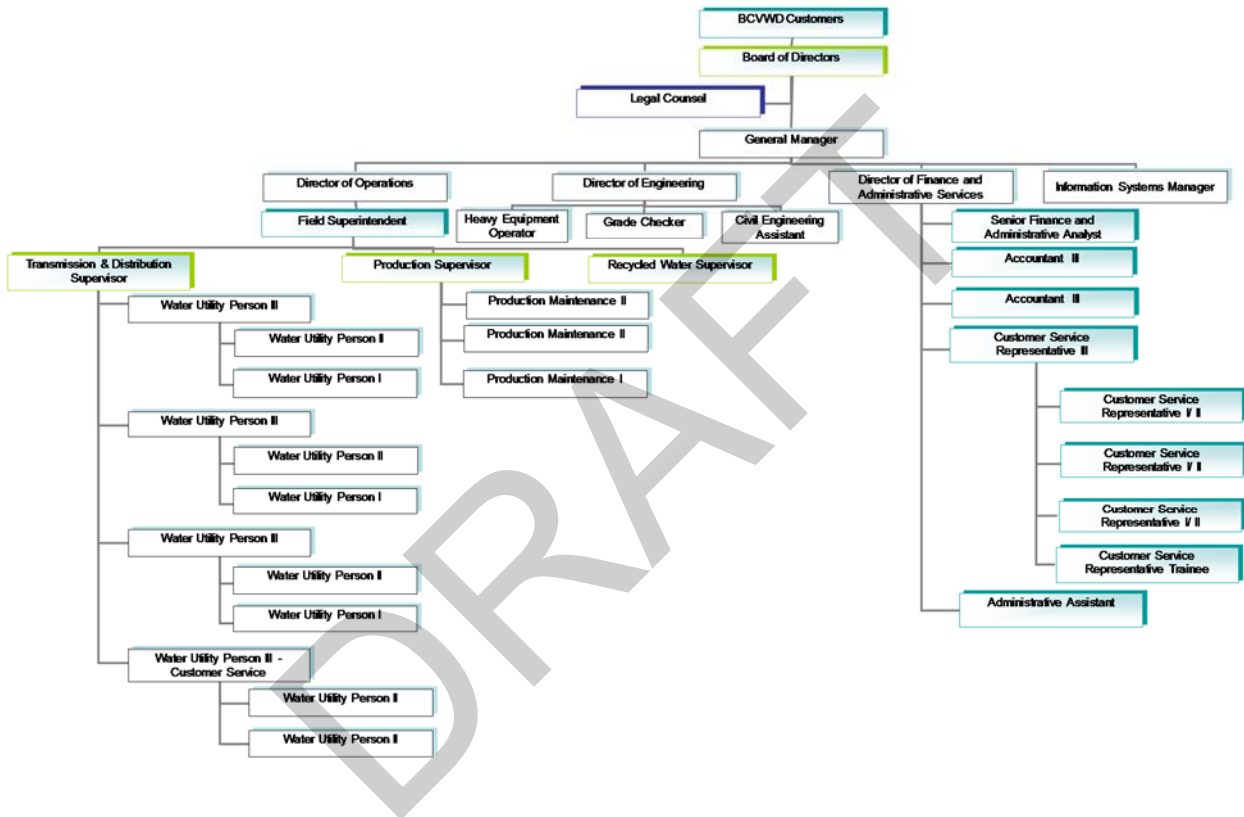 BCVWD Customers
Board of Directors
Legal Counsel
General Manager
Director of Operations
Director of Engineering
Director of Finance and
Administrative Services
Information Systems Manager
Field Superintendent
Heavy Equipment
Operator
Grade Checker
Civil Engineering
Assistant
Senior Finance and
Administrative Analyst
Transmission & Distribution
Supervisor
Production Supervisor
Recycled Water Supervisor
Accountant III
Accountant III
Customer Service
Representative III
Customer Service
Representative I/ II
Customer Service
Representative I/ II
Customer Service
Representative I/ II
Customer Service
Representative Trainee
Administrative Assistant
Water Utility Person III
Water Utility Person II
Water Utility Person I
Water Utility Person III
Water Utility Person II
Water Utility Person I
Water Utility Person III
Water Utility Person II
Water Utility Person I
Water Utility Person III -
Customer Service
Water Utility Person II
Water Utility Person II
Production Maintenance II
Production Maintenance II
Production Maintenance I
DRAFT